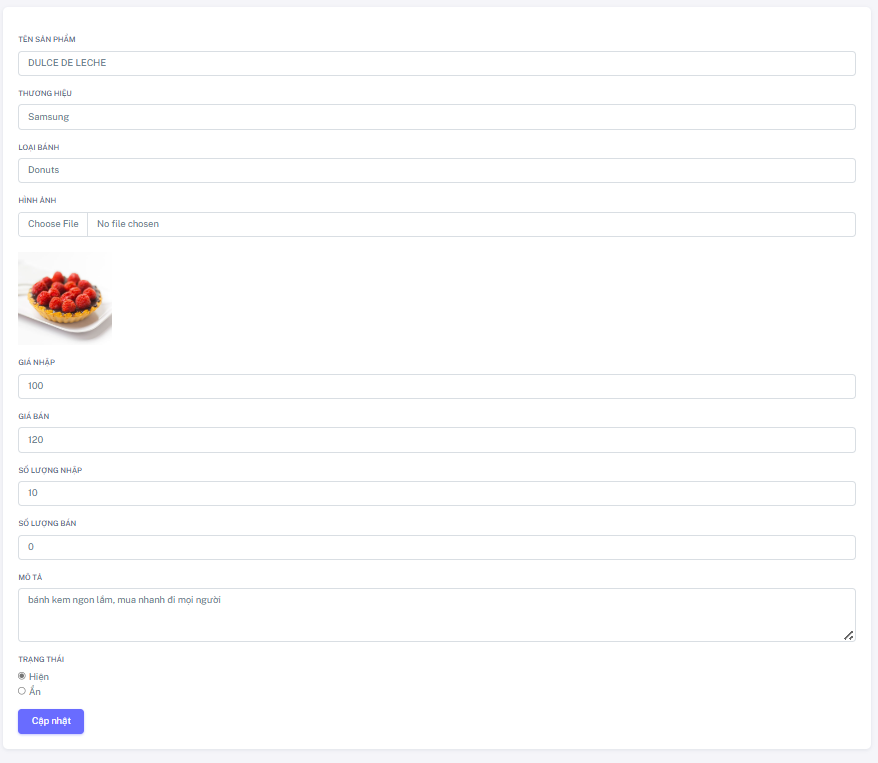 TÊN SẢN PHẨM
DULCE DE LECHE
THƯƠNG HIỆU
Samsung
LOẠI BÁNH
Donuts
HÌNH ẢNH
Choose File No file chosen
GIÁ NHẬP
100
GIÁ BÁN
120
SỐ LƯỢNG NHẬP
10
SỐ LƯỢNG BÁN
0
MÔ TẢ
bánh kem ngon lắm, mua nhanh đi mọi người
TRẠNG THÁI
Hiện
Ẩn
Cập nhật